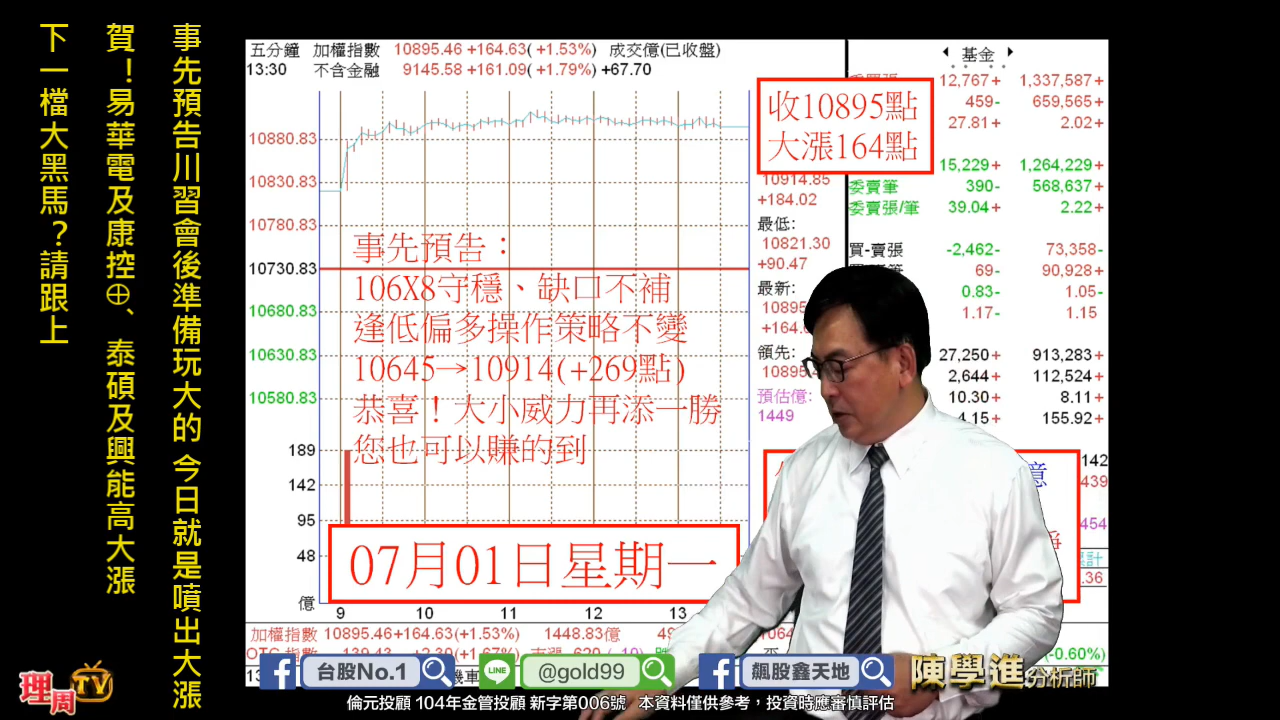 事先預告川習會後準備玩大的 今日就是噴出大漲
賀！易華電及康控⊕、泰碩及興能高大漲
下一檔大黑馬？請跟上
五分鐘 加權指數 10895.46 +164.63( +1.53%) 成交億(已收盤)
13:30 不含金融 9145.58 +161.09( +1.79%) +67.70
基金
12,767+ 1,337,587+
459- 659,565+
27.81+ 2.02+
15,229+ 1,264,229+
委賣筆 390- 568,637+
委賣張/筆 39.04+ 2.22+
買-賣張 -2,462- 73,358-
69- 90,928-
0.83- 1.05-
1.17- 1.15
27,250+ 913,283+
2,644+ 112,524+
10.30+ 8.11+
4.15 155.92+
收10895點
大漲164點
10914.85
+184.02
最低:
10821.30
+90.47
最新:
領先:
預估億:
1449
10880.83
10830.83
10780.83
10730.83
10680.83
10630.83
10580.83
189
142
95
48
億
9 10 11 12 13
事先預告：
106X8守穩、缺口不補
逢低偏多操作策略不變
10645→10914(+269點)
恭喜！大小威力再添一勝
您也可以賺的到
07月01日星期一
億
142
439
454
.36
加權指數 10895.46+164.63(+1.53%) 1448.83億
139.43 +2.30(+1.67%)
-0.60%)
台股No.1
LINE @gold99
飆股鑫天地
陳學進分析師
理周TV
倫元投顧 104年金管投顧 新字第006號 本資料僅供參考，投資時應審慎評估